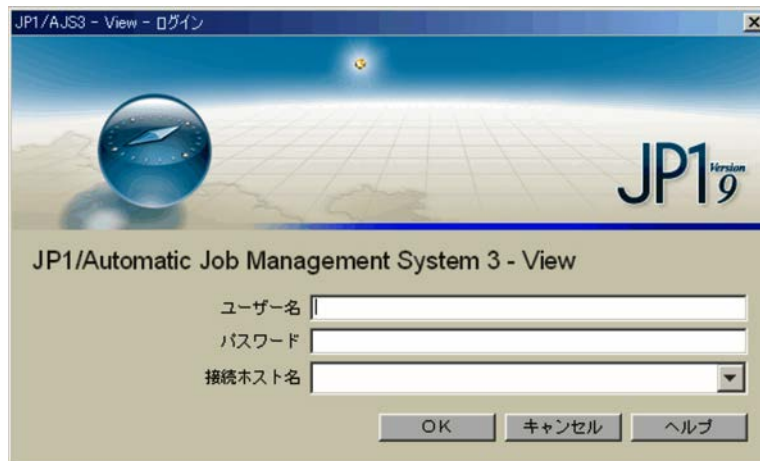 JP1/AJS3 - View - ログイン
JP1 Version 9
JP1/Automatic Job Management System 3 - View
ユーザー名
パスワード
接続ホスト名
OK キャンセル ヘルプ